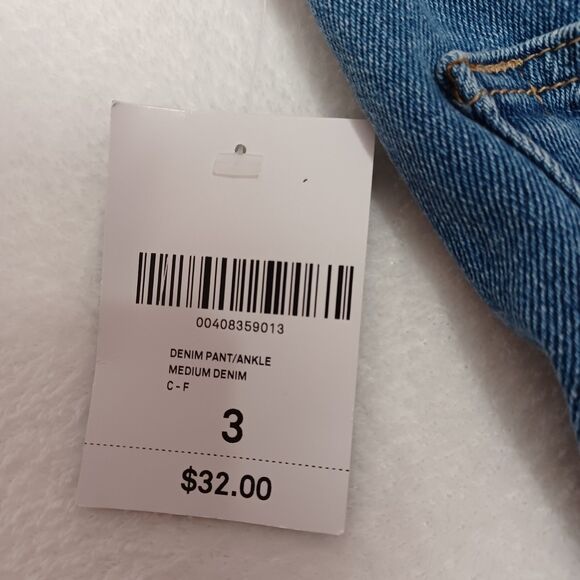 00408359013
DENIM PANT/ANKLE
MEDIUM DENIM
C - F
3
$32.00